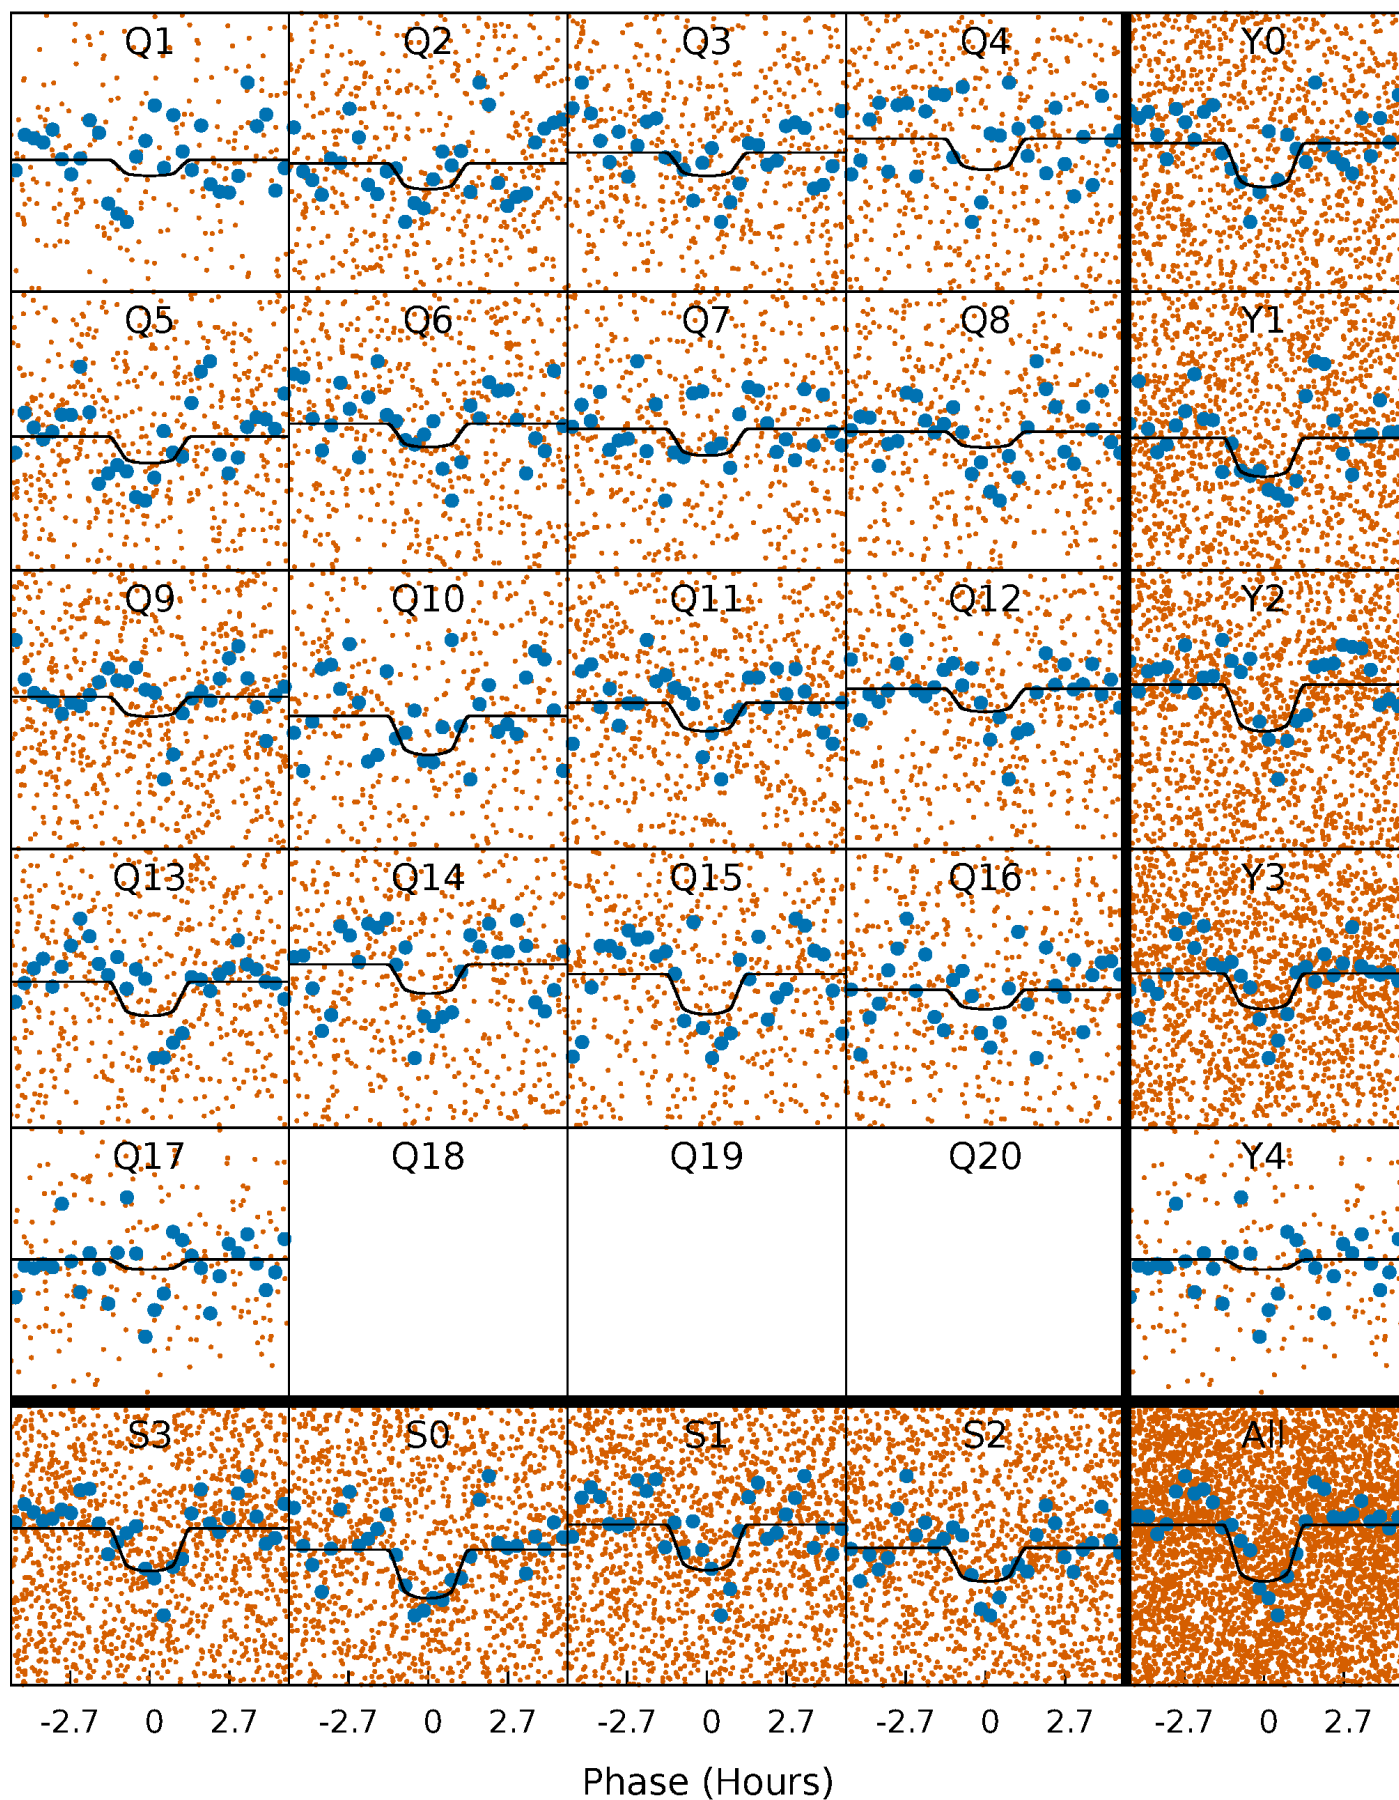 Q1 Q2 Q3 Q4 Y0
Q5 Q6 Q7 Q8 Y1
Q9 Q10 Q11 Q12 Y2
Q13 Q14 Q15 Q16 Y3
Q17 Q18 Q19 Q20 Y4
S3 S0 S1 S2 All
-2.7 0 2.7 -2.7 0 2.7 -2.7 0 2.7 -2.7 0 2.7 -2.7 0 2.7
Phase (Hours)